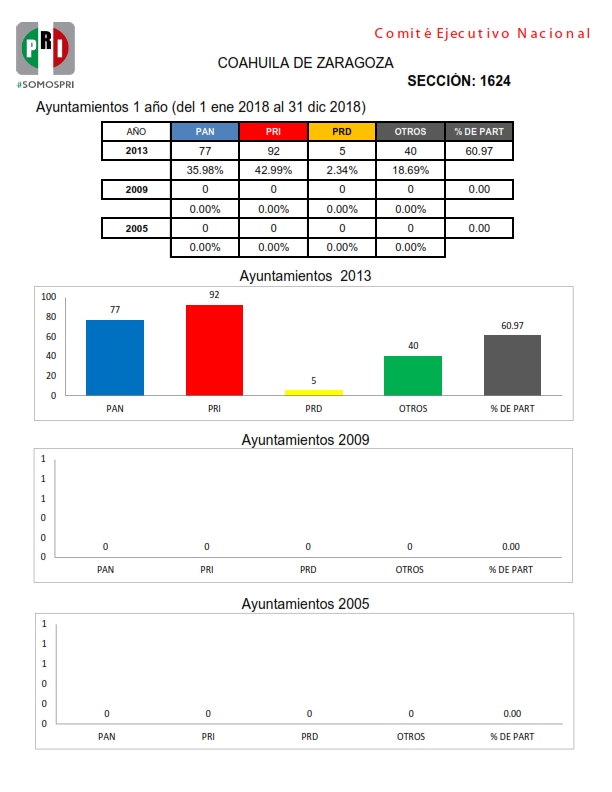 Comité Ejecutivo Nacional
PRI
#SOMOSPRI
COAHUILA DE ZARAGOZA
SECCIÓN: 1624
Ayuntamientos 1 año (del 1 ene 2018 al 31 dic 2018)
AÑO PAN PRI PRD OTROS % DE PART
2013 77 92 5 40 60.97
35.98% 42.99% 2.34% 18.69%
2009 0 0 0 0 0.00
0.00% 0.00% 0.00% 0.00%
2005 0 0 0 0 0.00
0.00% 0.00% 0.00% 0.00%
Ayuntamientos 2013
100
80
60
40
20
0
77 92 5 40 60.97
PAN PRI PRD OTROS % DE PART
Ayuntamientos 2009
1
1
1
0
0
0
0 0 0 0 0.00
PAN PRI PRD OTROS % DE PART
Ayuntamientos 2005
1
1
1
0
0
0
0 0 0 0 0.00
PAN PRI PRD OTROS % DE PART